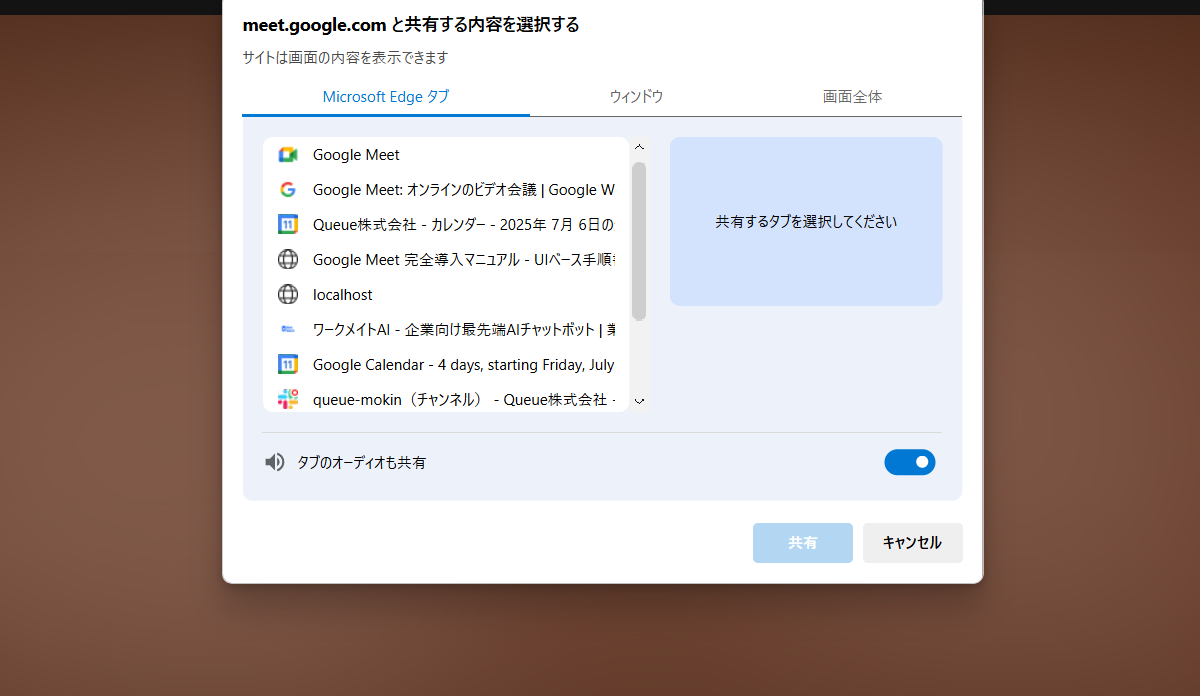 meet.google.com と共有する内容を選択する
サイトは画面の内容を表示できます
Microsoft Edge タブ
ウィンドウ
画面全体
Google Meet
Google Meet: オンラインのビデオ会議 | Google W
Queue株式会社 - カレンダー - 2025年 7月 6日の
Google Meet 完全導入マニュアル - UIベース手順
localhost
ワークメイトAI - 企業向け最先端AIチャットボット | 業
Google Calendar - 4 days, starting Friday, July
queue-mokin（チャンネル） - Queue株式会社 -
共有するタブを選択してください
タブのオーディオも共有
共有
キャンセル